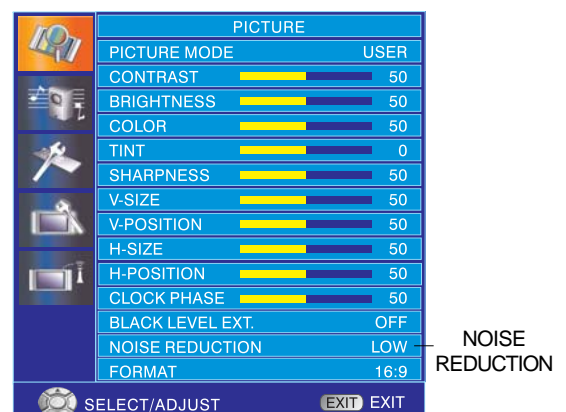 PICTURE
PICTURE MODE USER
CONTRAST 50
BRIGHTNESS 50
COLOR 50
TINT 0
SHARPNESS 50
V-SIZE 50
V-POSITION 50
H-SIZE 50
H-POSITION 50
CLOCK PHASE 50
BLACK LEVEL EXT. OFF
NOISE REDUCTION LOW
FORMAT 16:9
SELECT/ADJUST EXIT EXIT
NOISE
REDUCTION